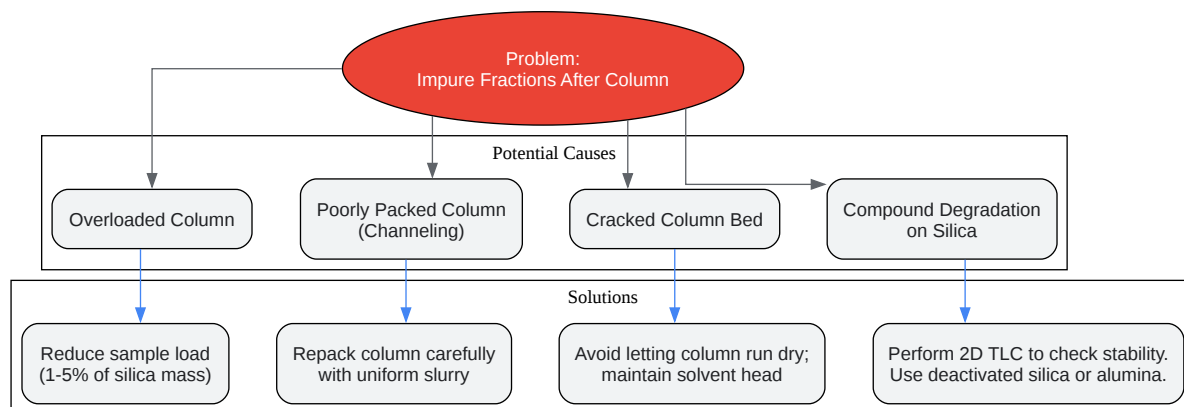 Problem:
Impure Fractions After Column
Potential Causes
Overloaded Column
Poorly Packed Column
(Channeling)
Cracked Column Bed
Compound Degradation
on Silica
Solutions
Reduce sample load
(1-5% of silica mass)
Repack column carefully
with uniform slurry
Avoid letting column run dry;
maintain solvent head
Perform 2D TLC to check stability.
Use deactivated silica or alumina.